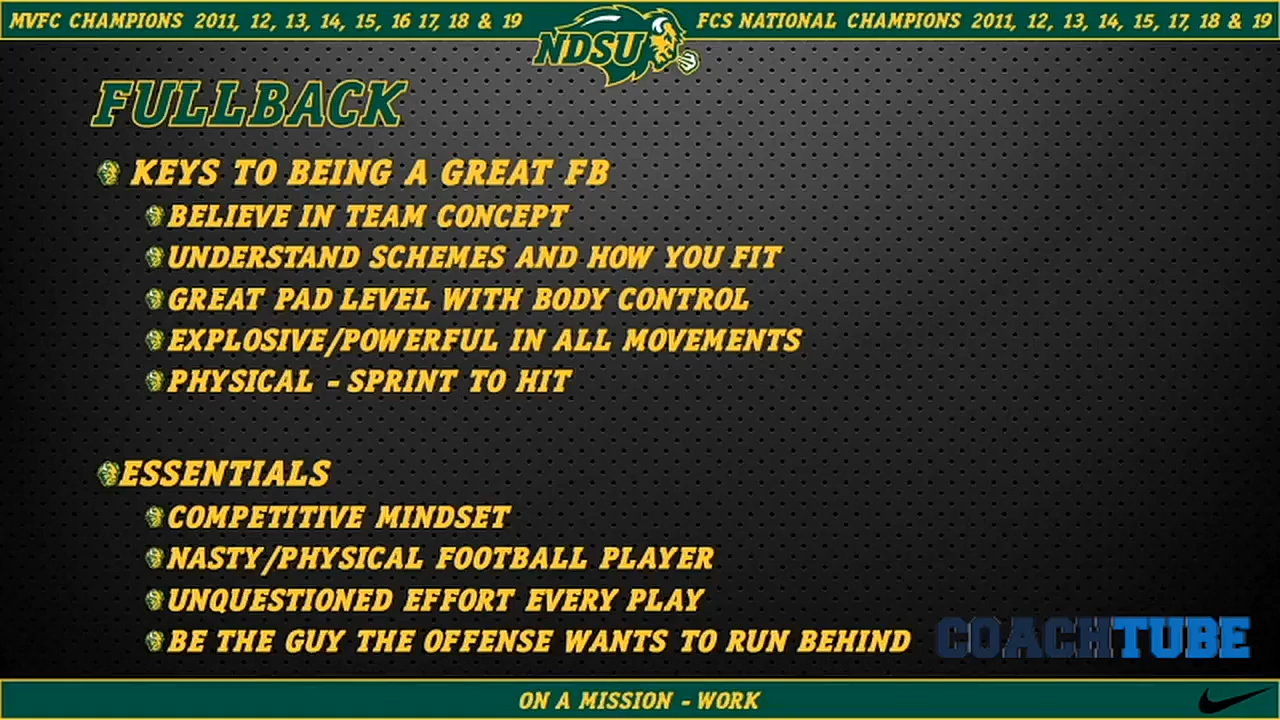 MVFC CHAMPIONS 2011, 12, 13, 14, 15, 16 17, 18 & 19
NDSU
FCS NATIONAL CHAMPIONS 2011, 12, 13, 14, 15, 17, 18 & 19
FULLBACK
KEYS TO BEING A GREAT FB
BELIEVE IN TEAM CONCEPT
UNDERSTAND SCHEMES AND HOW YOU FIT
GREAT PAD LEVEL WITH BODY CONTROL
EXPLOSIVE/POWERFUL IN ALL MOVEMENTS
PHYSICAL - SPRINT TO HIT
ESSENTIALS
COMPETITIVE MINDSET
NASTY/PHYSICAL FOOTBALL PLAYER
UNQUESTIONED EFFORT EVERY PLAY
BE THE GUY THE OFFENSE WANTS TO RUN BEHIND
COACHTUBE
ON A MISSION - WORK